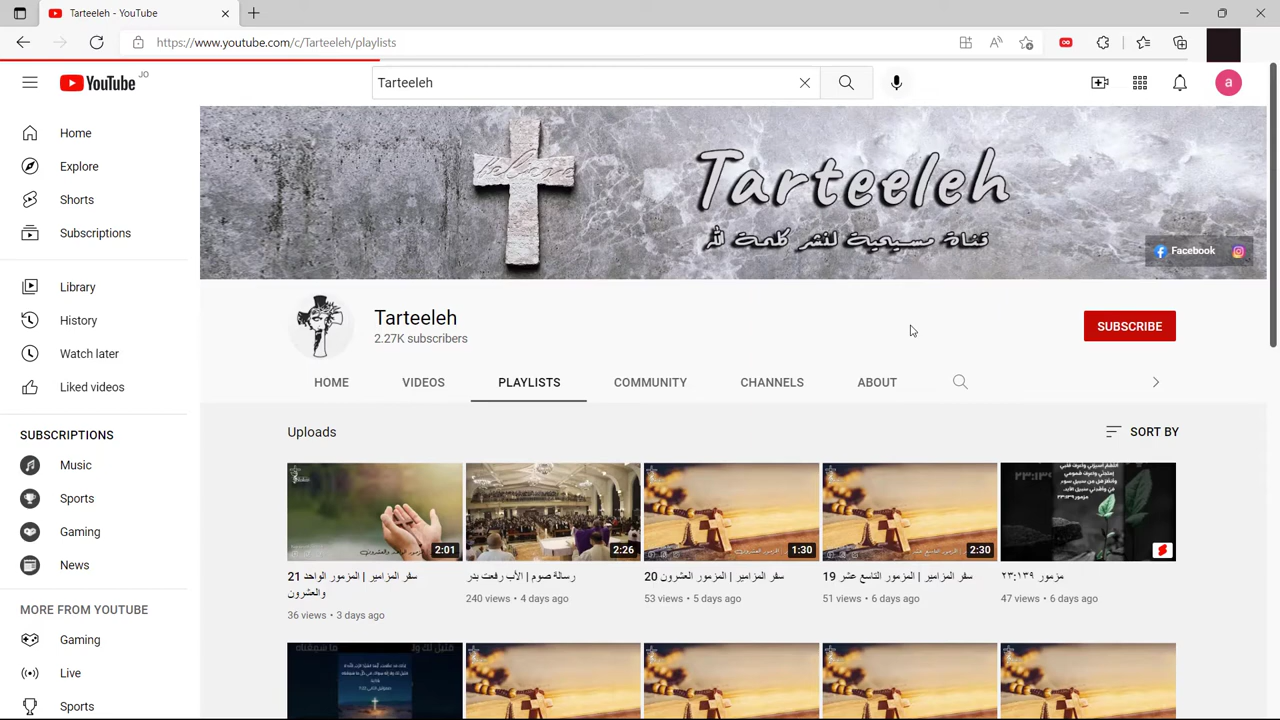 Tarteeleh - YouTube
https://www.youtube.com/c/Tarteeleh/playlists
YouTube JO
Tarteeleh
a
Home
Explore
Shorts
Subscriptions
Library
History
Watch later
Liked videos
SUBSCRIPTIONS
Music
Sports
Gaming
News
MORE FROM YOUTUBE
Gaming
Live
Sports
Tarteeleh
قناة مسيحية لنشر كلمة الله
Facebook
Tarteeleh
2.27K subscribers
SUBSCRIBE
HOME
VIDEOS
PLAYLISTS
COMMUNITY
CHANNELS
ABOUT
Uploads
SORT BY
2:01
2:26
1:30
2:30
٢٣:١٣٩
سفر المزامير | المزمور الواحد 21
والعشرون
36 views • 3 days ago
رسالة صوم | الأب رفعت بدر
240 views • 4 days ago
سفر المزامير | المزمور العشرون 20
53 views • 5 days ago
سفر المزامير | المزمور التاسع عشر 19
51 views • 6 days ago
مزمور ٢٣:١٣٩
47 views • 6 days ago